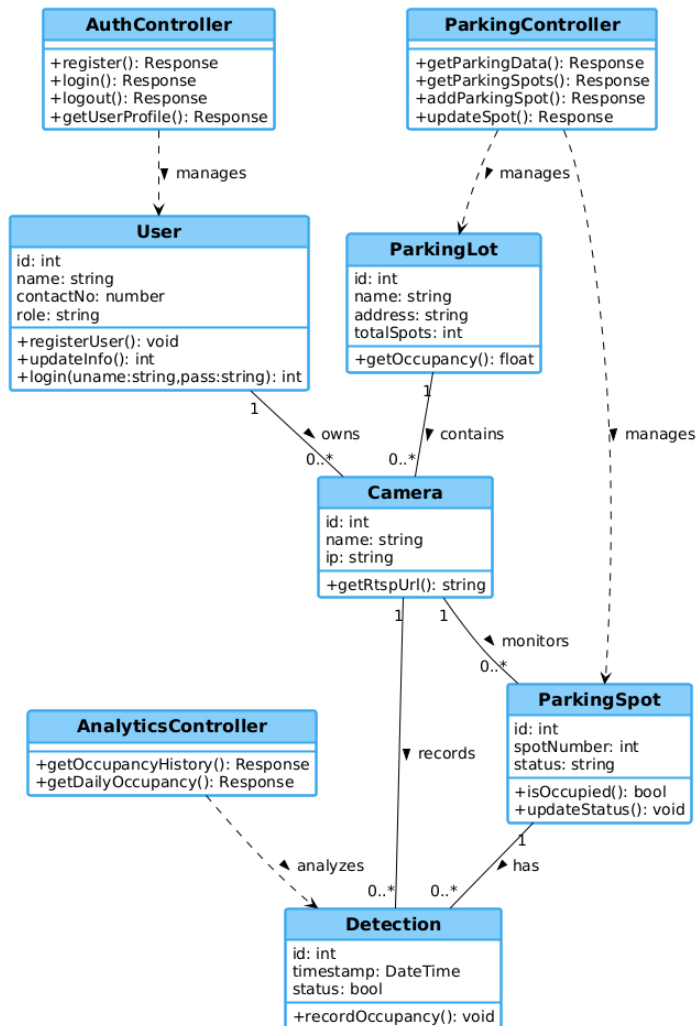 AuthController
+register(): Response
+login(): Response
+logout(): Response
+getUserProfile(): Response
ParkingController
+getParkingData(): Response
+getParkingSpots(): Response
+addParkingSpot(): Response
+updateSpot(): Response
manages
manages
User
id: int
name: string
contactNo: number
role: string
+registerUser(): void
+updateInfo(): int
+login(uname:string,pass:string): int
ParkingLot
id: int
name: string
address: string
totalSpots: int
+getOccupancy(): float
1
owns
0..*
1
contains
0..*
manages
Camera
id: int
name: string
ip: string
+getRtspUrl(): string
1
1
monitors
0..*
AnalyticsController
+getOccupancyHistory(): Response
+getDailyOccupancy(): Response
records
ParkingSpot
id: int
spotNumber: int
status: string
+isOccupied(): bool
+updateStatus(): void
1
analyzes
has
0..*
0..*
Detection
id: int
timestamp: DateTime
status: bool
+recordOccupancy(): void